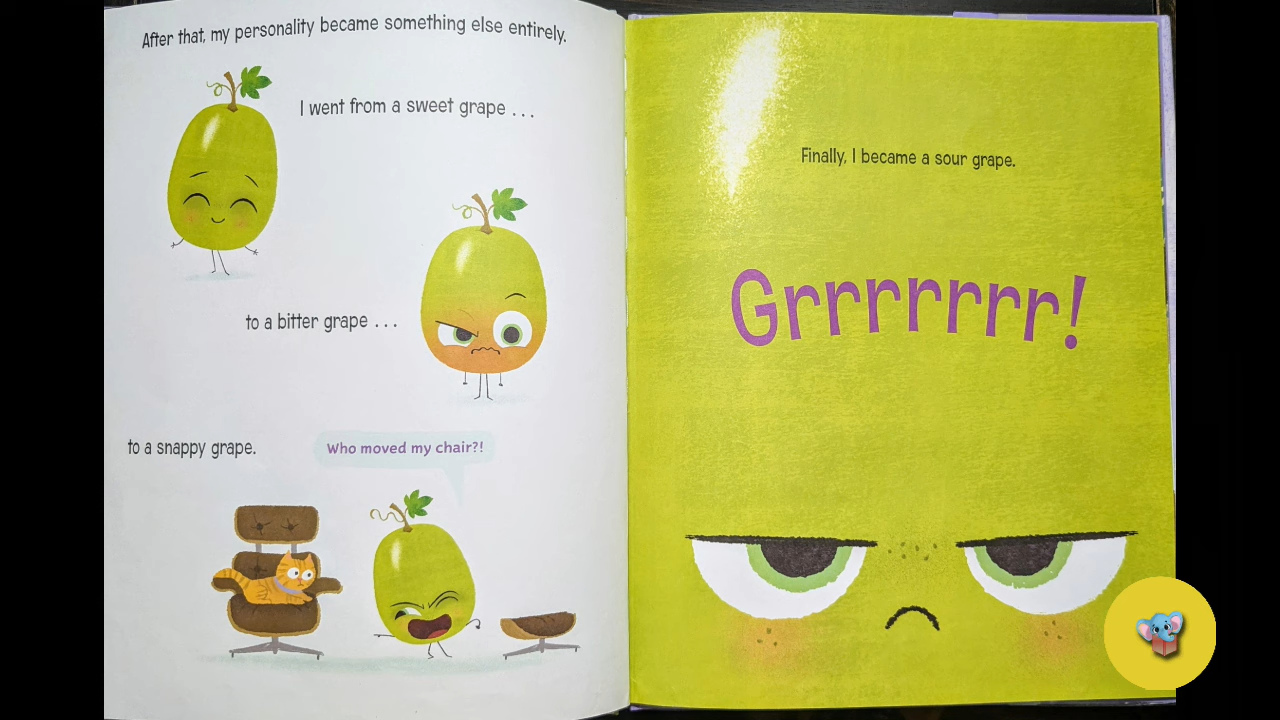 After that, my personality became something else entirely.
I went from a sweet grape . . .
to a bitter grape . . .
to a snappy grape.
Who moved my chair?!
Finally, I became a sour grape.
Grrrrrrr!